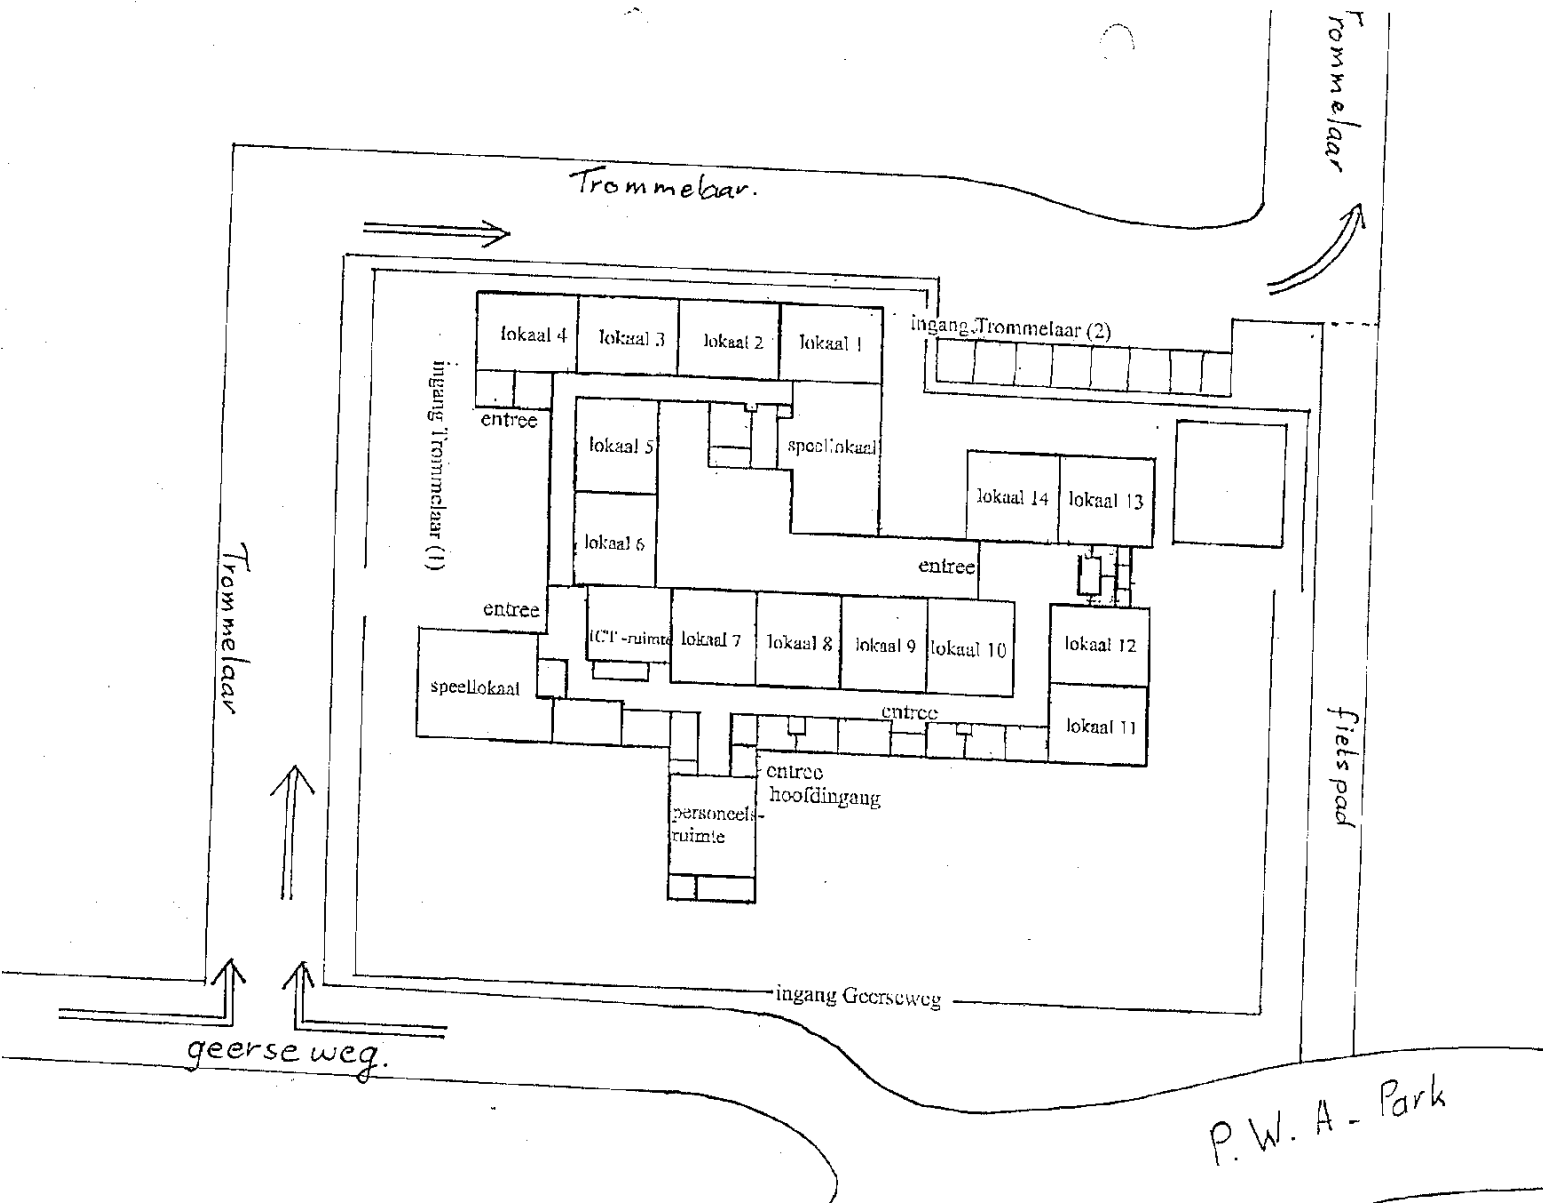 Trommelaar
Trommelaar.
ingang Trommelaar (2)
lokaal 4
lokaal 3
lokaal 2
lokaal 1
ingang Trommelaar (1)
entree
lokaal 5
speellokaal
lokaal 14
lokaal 13
lokaal 6
entree
entree
Trommelaar
ICT -ruimte
lokaal 7
lokaal 8
lokaal 9
lokaal 10
lokaal 12
speellokaal
entree
lokaal 11
fietspad
entree
hoofdingang
personeels-
ruimte
ingang Geerseweg
geerseweg.
P.W.A-Park